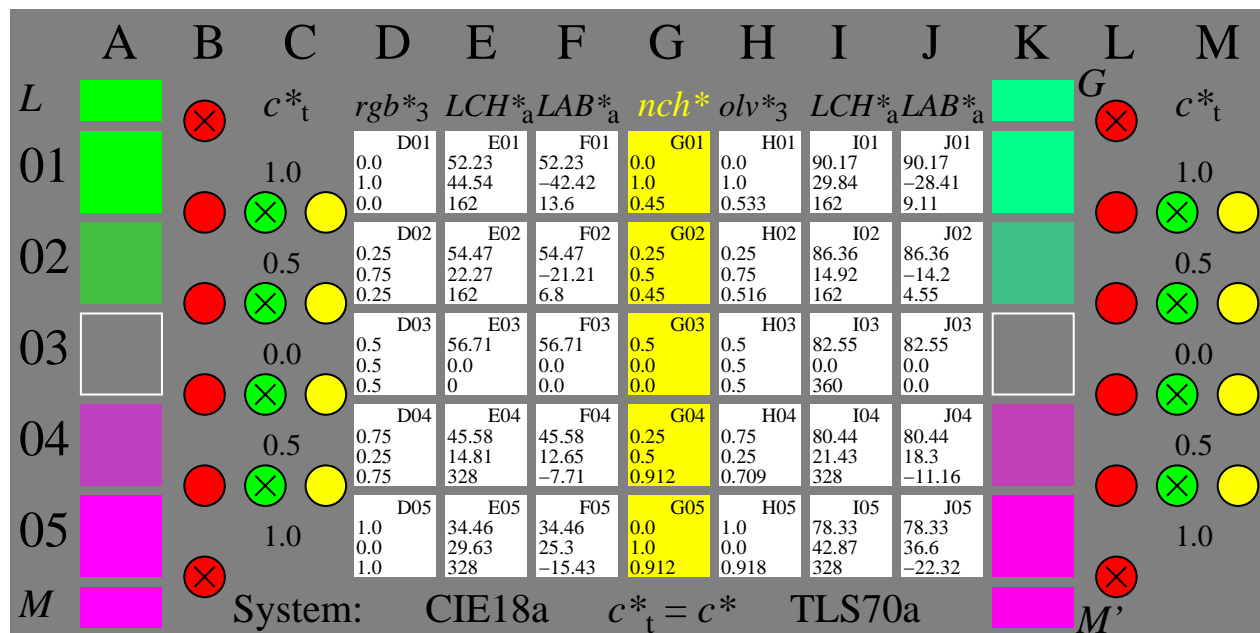 A B C D E F G H I J K L M
L c*t rgb*3 LCH*a LAB*a nch* olv*3 LCH*a LAB*a G c*t
01 1.0 1.0
D01 E01 F01 G01 H01 I01 J01
0.0 52.23 52.23 0.0 0.0 90.17 90.17
1.0 44.54 −42.42 1.0 1.0 29.84 −28.41
0.0 162 13.6 0.45 0.533 162 9.11
02 0.5 0.5
D02 E02 F02 G02 H02 I02 J02
0.25 54.47 54.47 0.25 0.25 86.36 86.36
0.75 22.27 −21.21 0.5 0.75 14.92 −14.2
0.25 162 6.8 0.45 0.516 162 4.55
03 0.0 0.0
D03 E03 F03 G03 H03 I03 J03
0.5 56.71 56.71 0.5 0.5 82.55 82.55
0.5 0.0 0.0 0.0 0.5 0.0 0.0
0.5 0 0.0 0.0 0.5 360 0.0
04 0.5 0.5
D04 E04 F04 G04 H04 I04 J04
0.75 45.58 45.58 0.25 0.75 80.44 80.44
0.25 14.81 12.65 0.5 0.25 21.43 18.3
0.75 328 −7.71 0.912 0.709 328 −11.16
05 1.0 1.0
D05 E05 F05 G05 H05 I05 J05
1.0 34.46 34.46 0.0 1.0 78.33 78.33
0.0 29.63 25.3 1.0 0.0 42.87 36.6
1.0 328 −15.43 0.912 0.918 328 −22.32
M System: CIE18a c*t = c* TLS70a M’